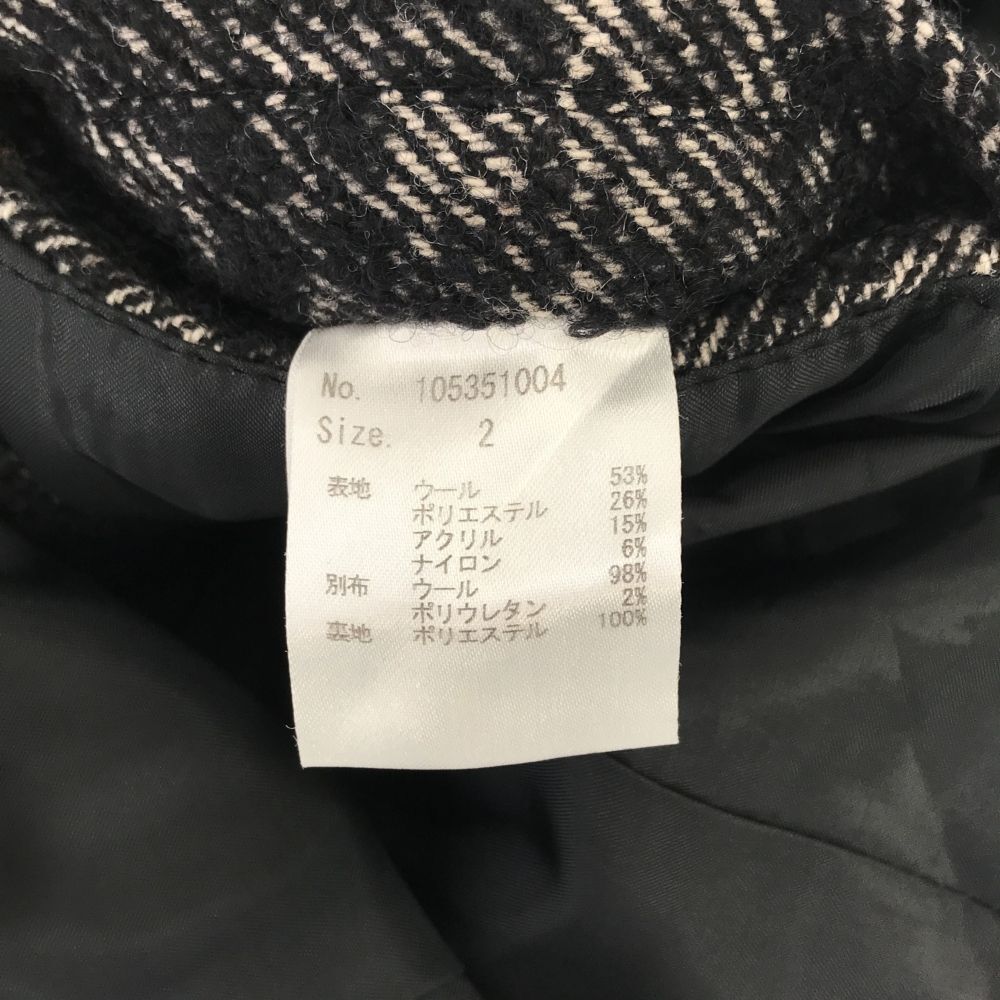 No. 105351004
Size. 2
表地 ウール 53%
ポリエステル 26%
アクリル 15%
ナイロン 6%
別布 ウール 98%
ポリウレタン 2%
裏地 ポリエステル 100%